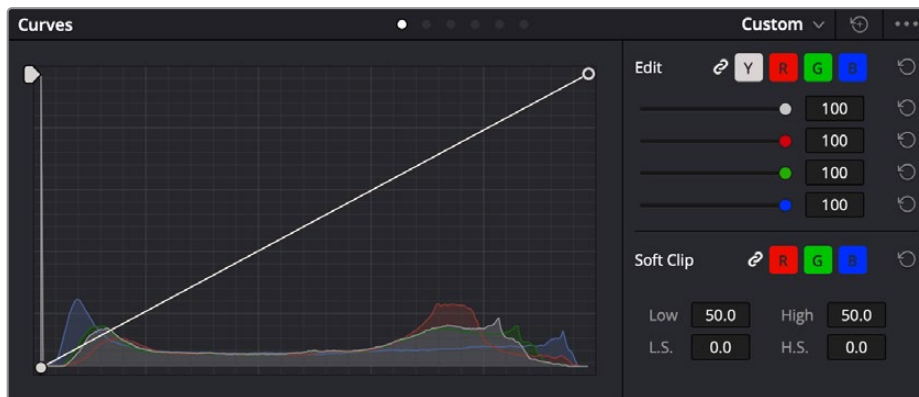 Curves
Custom
Edit Y R G B
100
100
100
100
Soft Clip R G B
Low 50.0 High 50.0
L.S. 0.0 H.S. 0.0